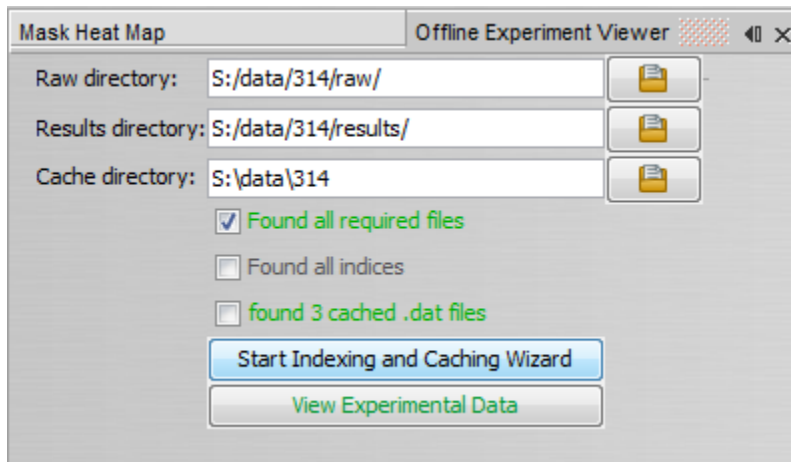 Mask Heat Map
Offline Experiment Viewer
Raw directory: S:/data/314/raw/
Results directory: S:/data/314/results/
Cache directory: S:\data\314
Found all required files
Found all indices
found 3 cached .dat files
Start Indexing and Caching Wizard
View Experimental Data